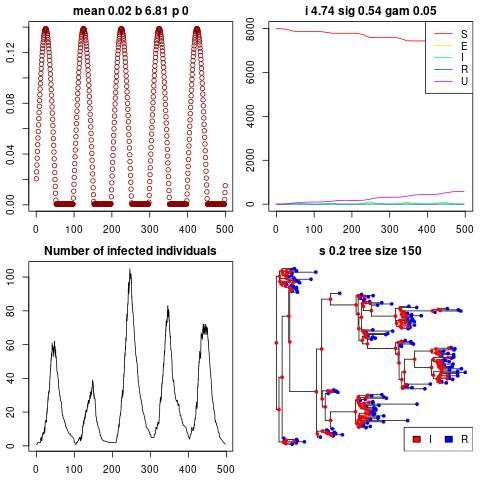 mean 0.02 b 6.81 p 0
0.12
0.08
0.04
0.00
0 100 200 300 400 500
i 4.74 sig 0.54 gam 0.05
8000
6000
4000
2000
0
0 100 200 300 400 500
S
E
I
R
U
Number of infected individuals
100
80
60
40
20
0
0 100 200 300 400 500
s 0.2 tree size 150
I R